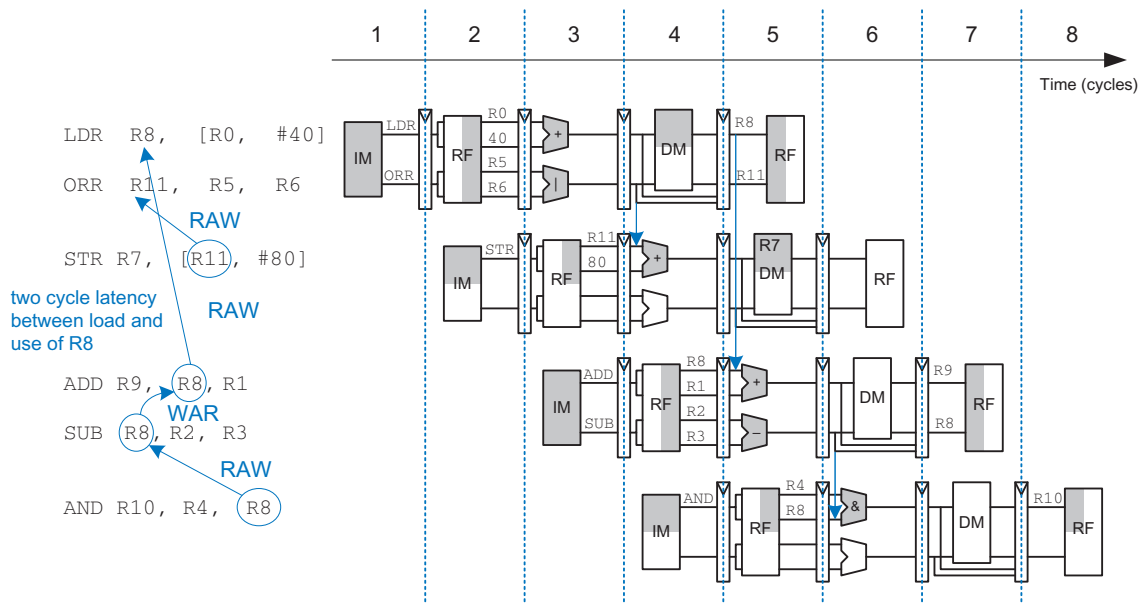 1 2 3 4 5 6 7 8
Time (cycles)
LDR R8, [R0, #40]
ORR R11, R5, R6
RAW
STR R7, [R11, #80]
two cycle latency
between load and
use of R8
RAW
ADD R9, R8, R1
WAR
SUB R8, R2, R3
RAW
AND R10, R4, R8
IM
LDR
ORR
RF
R0
40
R5
R6
+
|
DM
R8
R11
RF
IM
STR
RF
R11
80
+
R7
DM
RF
IM
ADD
SUB
RF
R8
R1
R2
R3
+
−
DM
R9
R8
RF
IM
AND
RF
R4
R8
&
DM
R10
RF